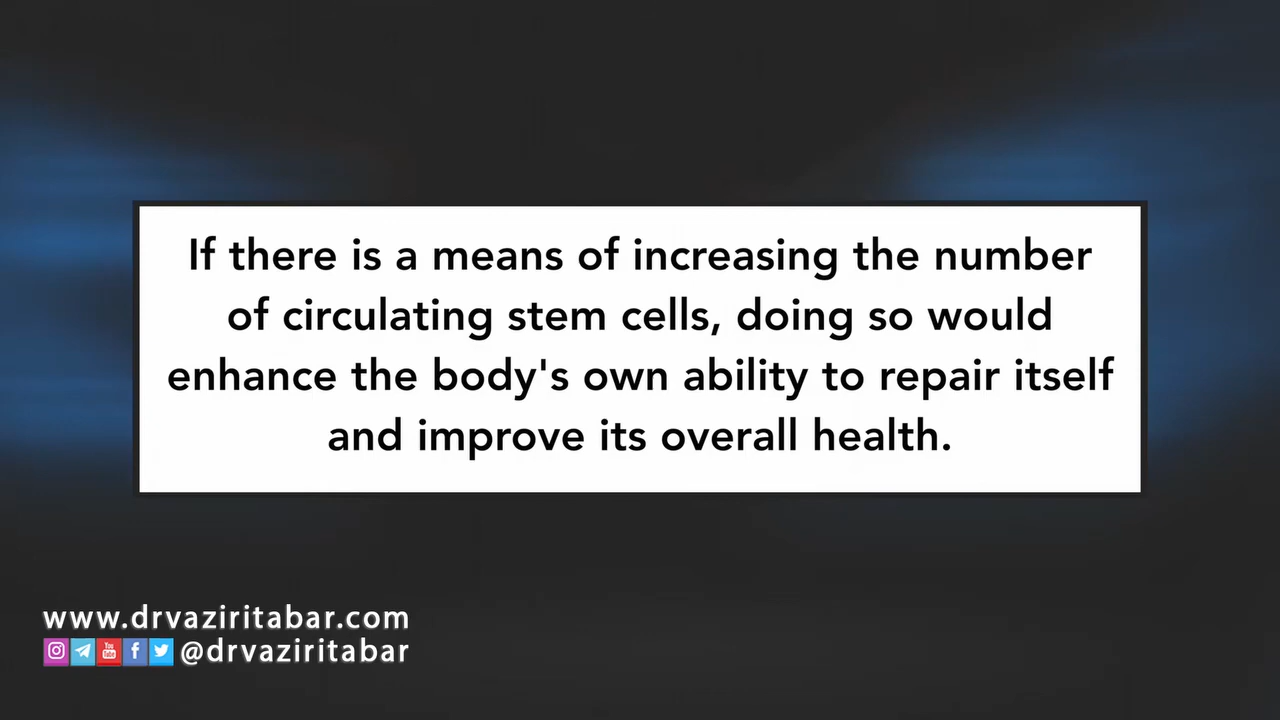 If there is a means of increasing the number
of circulating stem cells, doing so would
enhance the body's own ability to repair itself
and improve its overall health.
www.drvaziritabar.com
@drvaziritabar